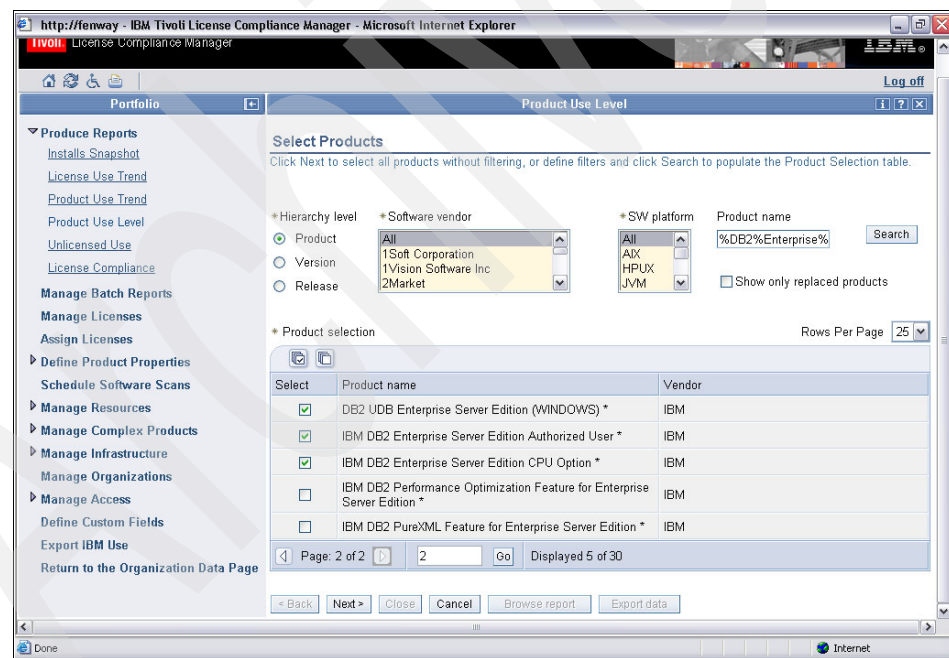 http://fenway - IBM Tivoli License Compliance Manager - Microsoft Internet Explorer
Tivoli. License Compliance Manager
IBM®
Log off
Portfolio
Product Use Level
Produce Reports
Installs Snapshot
License Use Trend
Product Use Trend
Product Use Level
Unlicensed Use
License Compliance
Manage Batch Reports
Manage Licenses
Assign Licenses
Define Product Properties
Schedule Software Scans
Manage Resources
Manage Complex Products
Manage Infrastructure
Manage Organizations
Manage Access
Define Custom Fields
Export IBM Use
Return to the Organization Data Page
Select Products
Click Next to select all products without filtering, or define filters and click Search to populate the Product Selection table.
*Hierarchy level *Software vendor *SW platform Product name
Product All All %DB2%Enterprise% Search
Version 1Soft Corporation AIX
1Vision Software Inc HPUX
Release 2Market JVM Show only replaced products
* Product selection Rows Per Page 25
Select Product name Vendor
DB2 UDB Enterprise Server Edition (WINDOWS) * IBM
IBM DB2 Enterprise Server Edition Authorized User * IBM
IBM DB2 Enterprise Server Edition CPU Option * IBM
IBM DB2 Performance Optimization Feature for Enterprise
Server Edition * IBM
IBM DB2 PureXML Feature for Enterprise Server Edition * IBM
Page: 2 of 2 2 Go Displayed 5 of 30
< Back Next > Close Cancel Browse report Export data
Done Internet